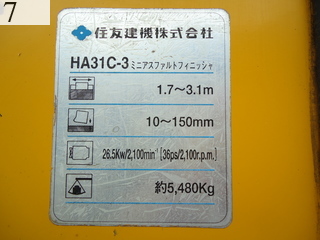 7
住友建機株式会社
HA31C-3 ミニアスファルトフィニッシャ
1.7～3.1m
10～150mm
26.5Kw/2,100min⁻¹ [36ps/2,100r.p.m.]
約5,480Kg